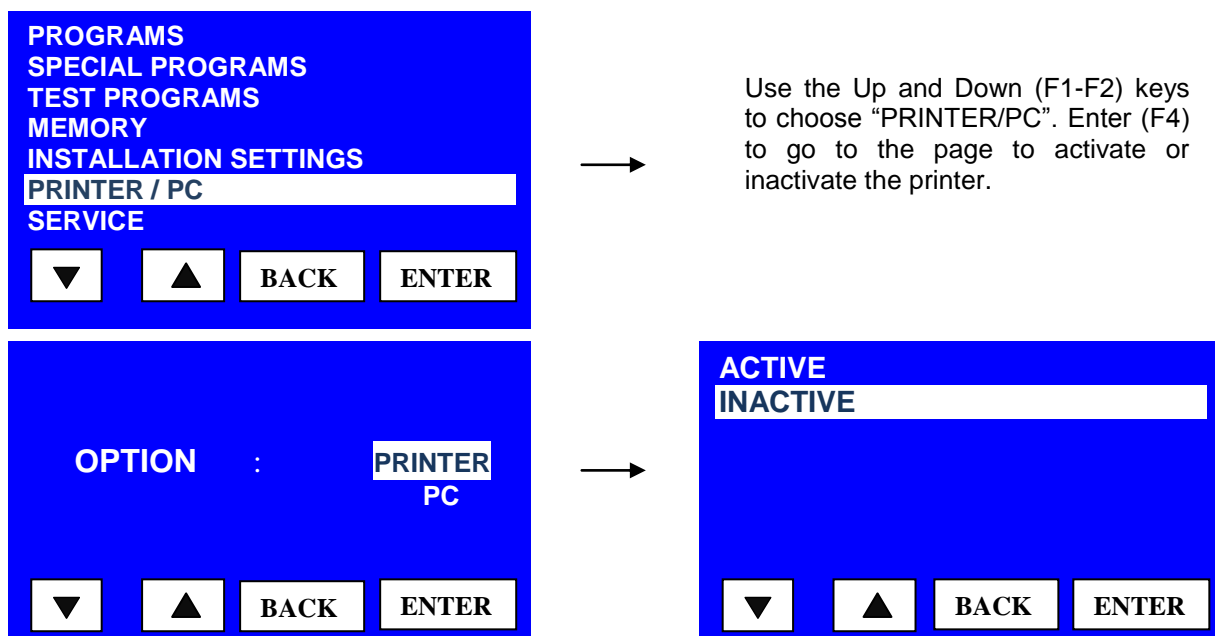 PROGRAMS
SPECIAL PROGRAMS
TEST PROGRAMS
MEMORY
INSTALLATION SETTINGS
PRINTER / PC
SERVICE
BACK ENTER
Use the Up and Down (F1-F2) keys
to choose “PRINTER/PC”. Enter (F4)
to go to the page to activate or
inactivate the printer.
OPTION : PRINTER
PC
BACK ENTER
ACTIVE
INACTIVE
BACK ENTER